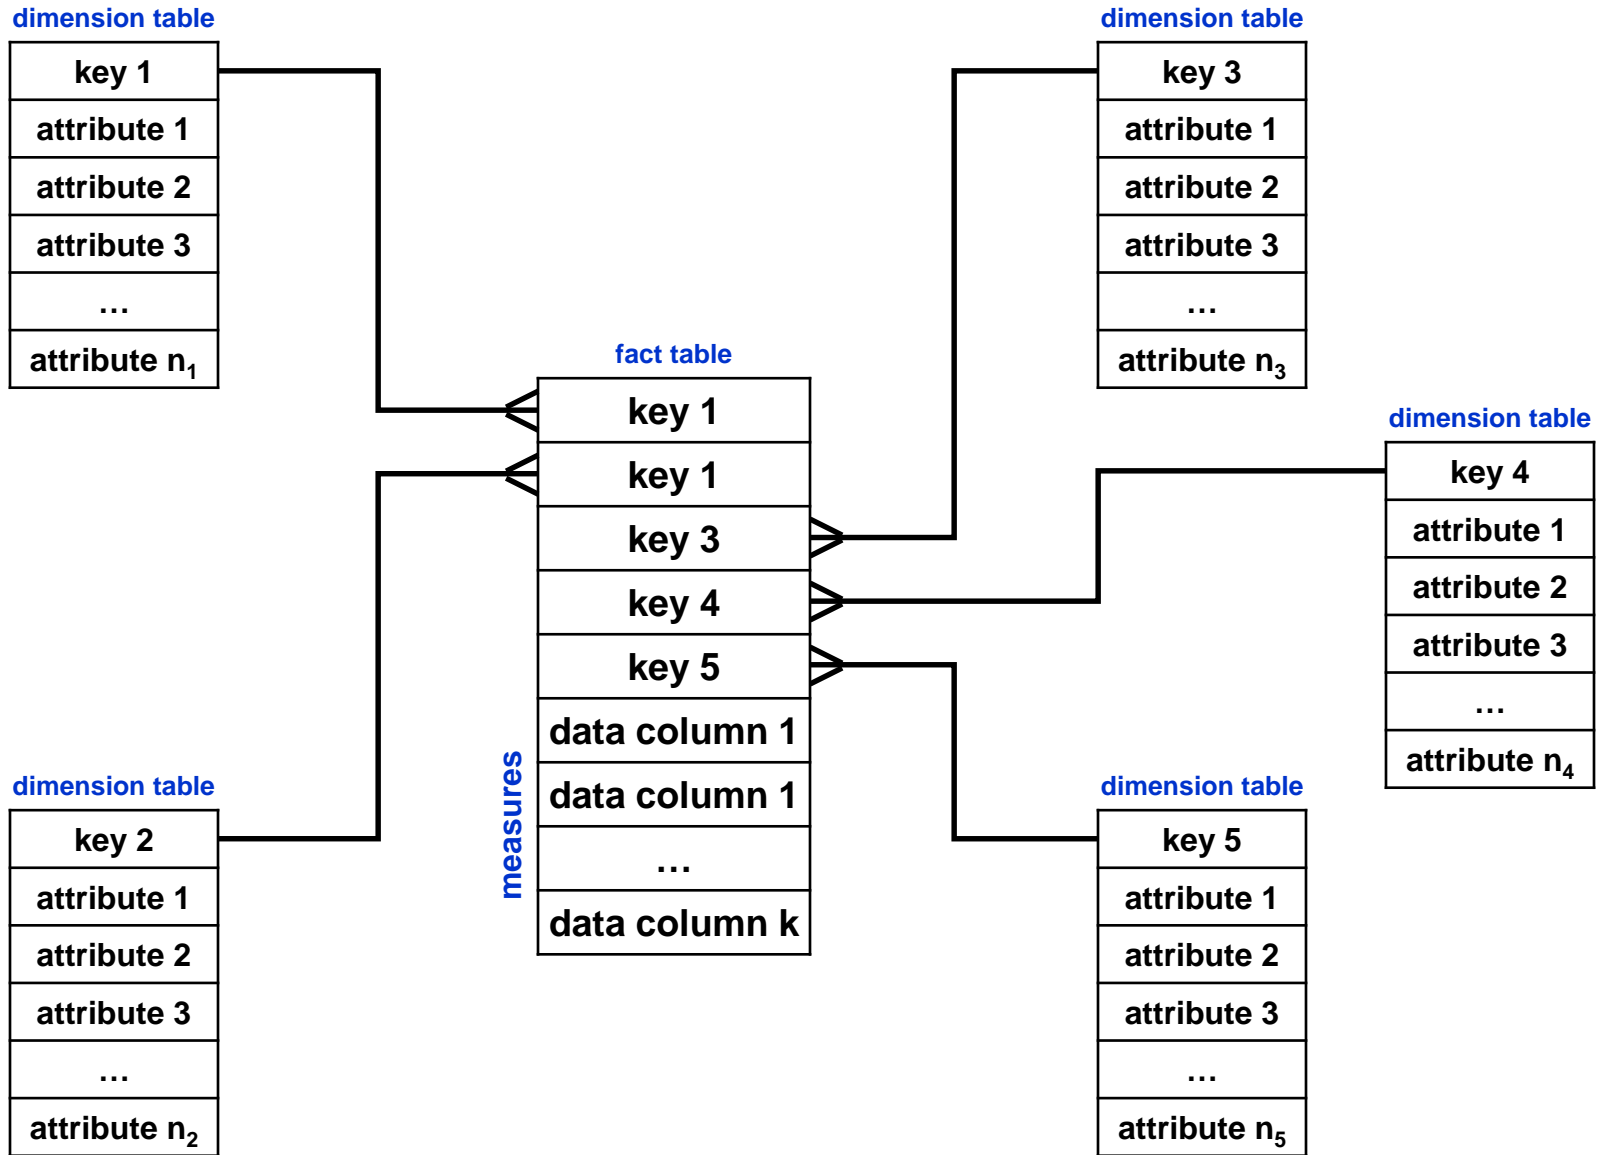 dimension table
key 1
attribute 1
attribute 2
attribute 3
…
attribute n₁
dimension table
key 2
attribute 1
attribute 2
attribute 3
…
attribute n₂
fact table
key 1
key 1
key 3
key 4
key 5
data column 1
data column 1
…
data column k
measures
dimension table
key 3
attribute 1
attribute 2
attribute 3
…
attribute n₃
dimension table
key 4
attribute 1
attribute 2
attribute 3
…
attribute n₄
dimension table
key 5
attribute 1
attribute 2
attribute 3
…
attribute n₅